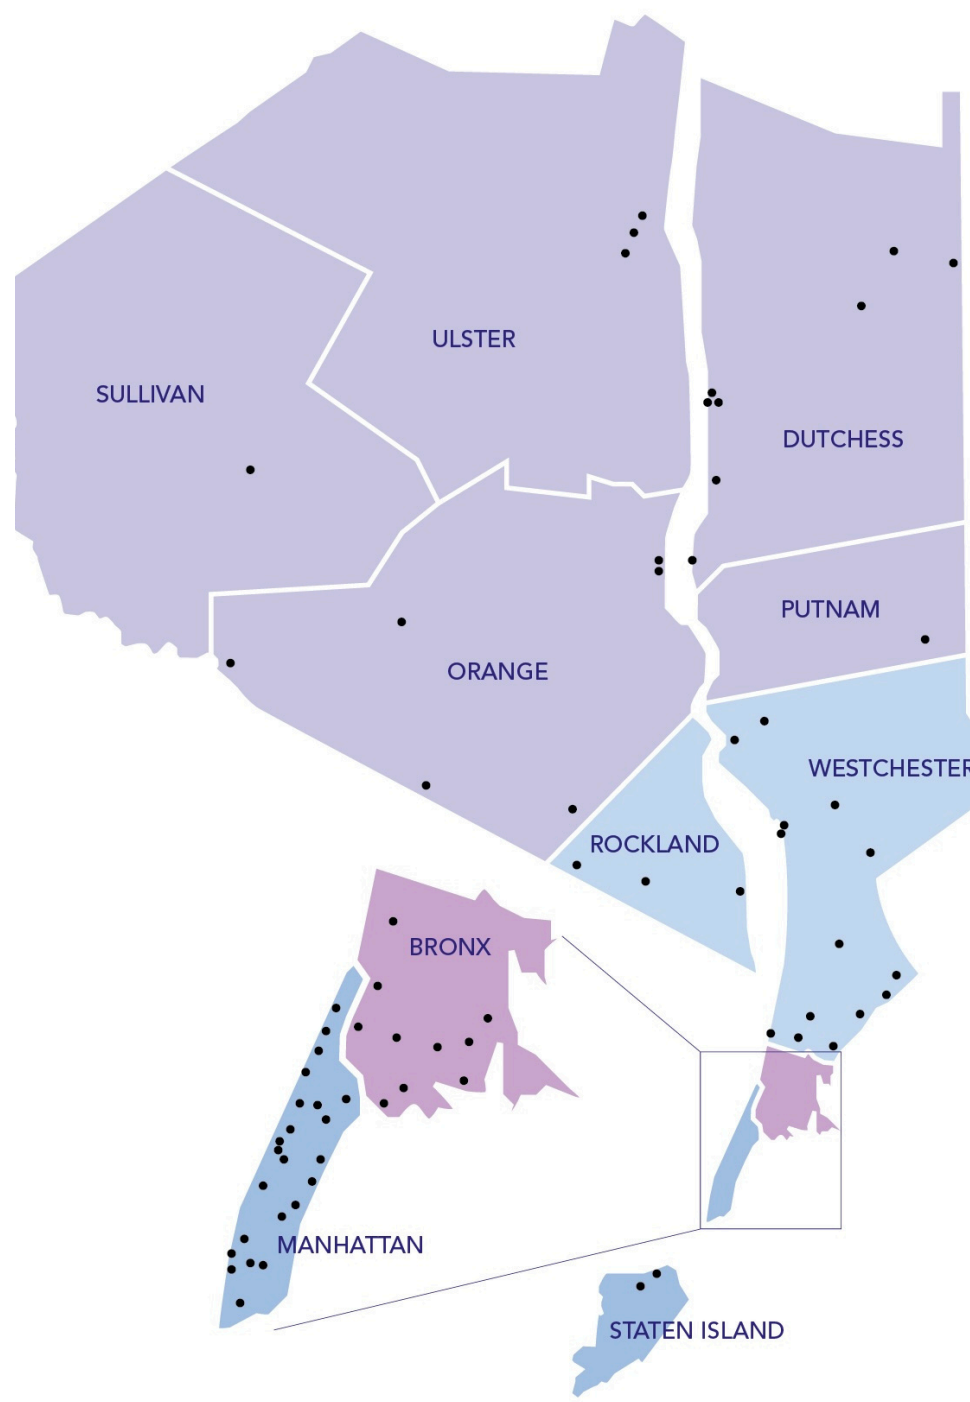 ULSTER
SULLIVAN
DUTCHESS
PUTNAM
ORANGE
WESTCHESTER
ROCKLAND
BRONX
MANHATTAN
STATEN ISLAND